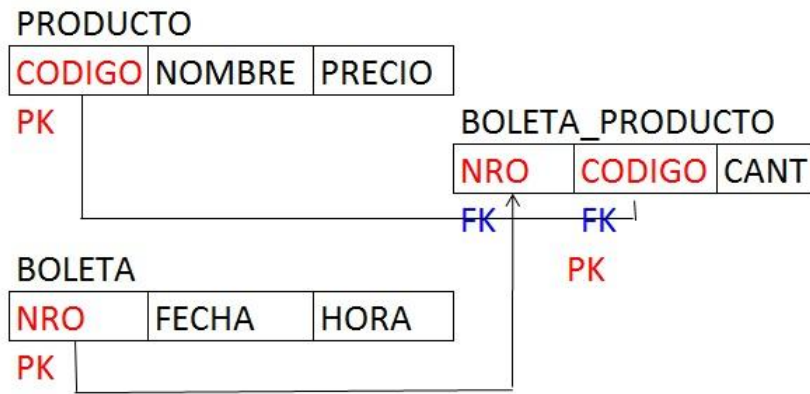 PRODUCTO
CODIGO NOMBRE PRECIO
PK
BOLETA_PRODUCTO
NRO CODIGO CANT
FK FK
PK
BOLETA
NRO FECHA HORA
PK